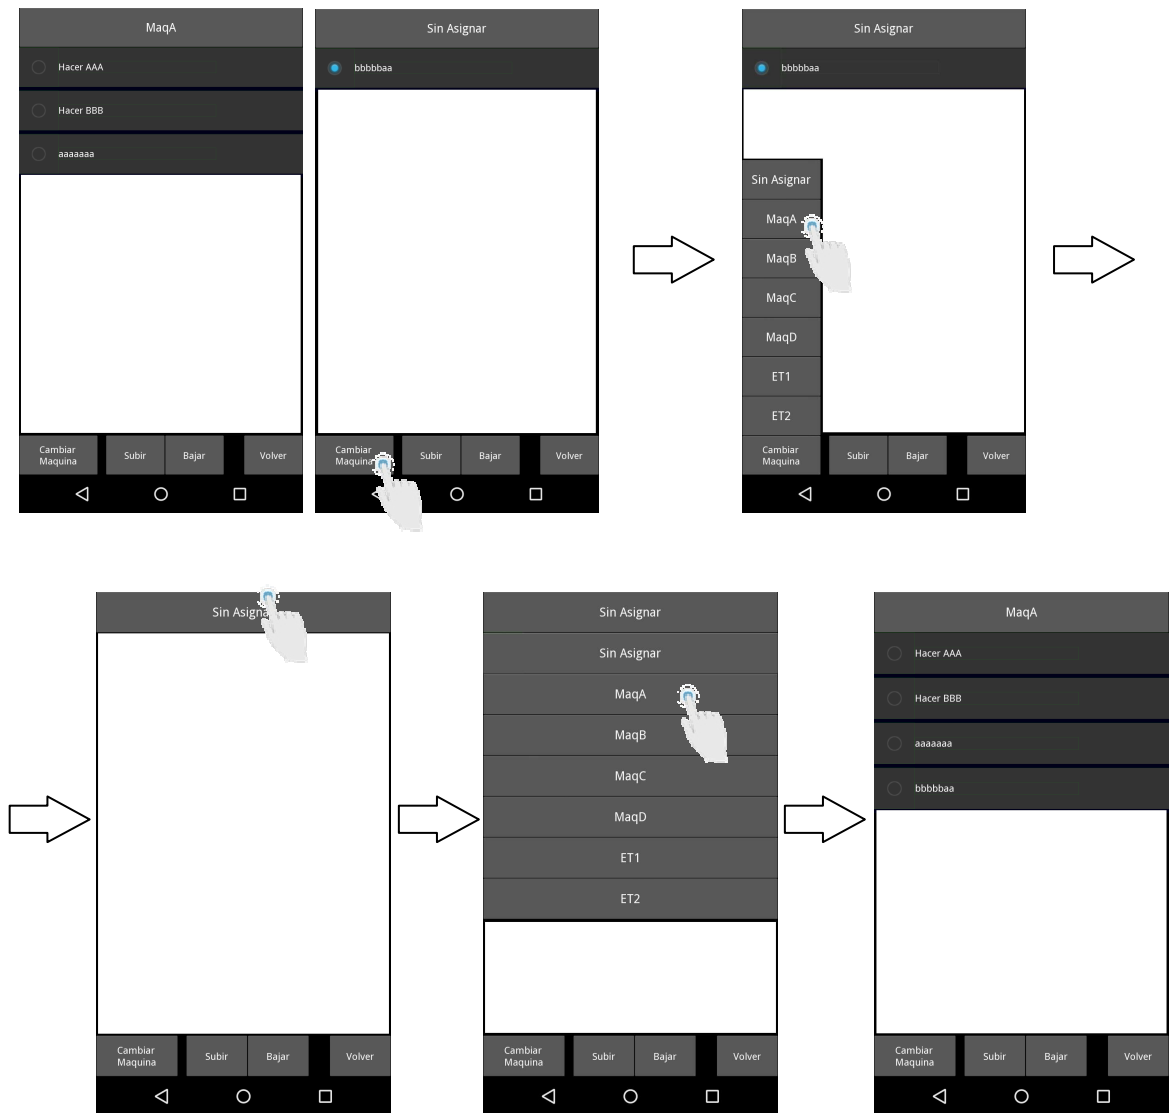 MaqA
Hacer AAA
Hacer BBB
aaaaaaa
Cambiar
Maquina
Subir
Bajar
Volver
Sin Asignar
bbbbbaa
Cambiar
Maquina
Subir
Bajar
Volver
Sin Asignar
bbbbbaa
Sin Asignar
MaqA
MaqB
MaqC
MaqD
ET1
ET2
Cambiar
Maquina
Subir
Bajar
Volver
Sin Asigna
Cambiar
Maquina
Subir
Bajar
Volver
Sin Asignar
Sin Asignar
MaqA
MaqB
MaqC
MaqD
ET1
ET2
Cambiar
Maquina
Subir
Bajar
Volver
MaqA
Hacer AAA
Hacer BBB
aaaaaaa
bbbbbaa
Cambiar
Maquina
Subir
Bajar
Volver